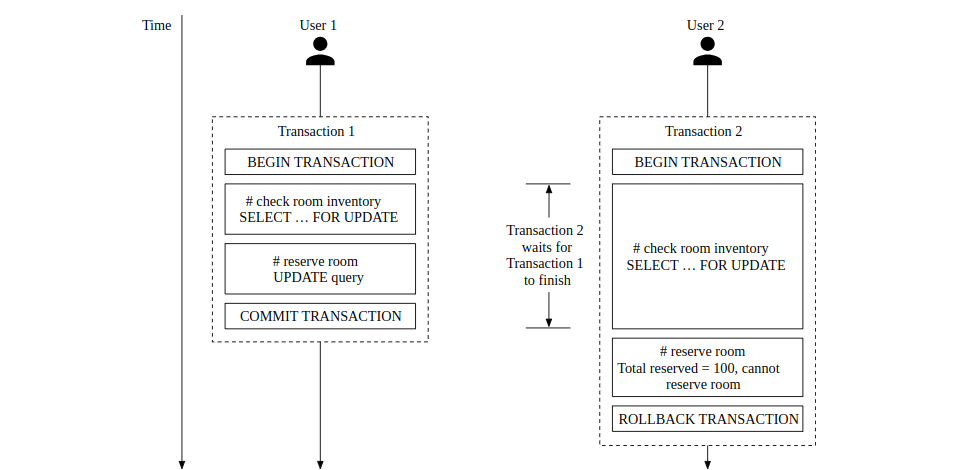 Time
User 1
User 2
Transaction 1
BEGIN TRANSACTION
# check room inventory
SELECT … FOR UPDATE
# reserve room
UPDATE query
COMMIT TRANSACTION
Transaction 2
waits for
Transaction 1
to finish
Transaction 2
BEGIN TRANSACTION
# check room inventory
SELECT … FOR UPDATE
# reserve room
Total reserved = 100, cannot
reserve room
ROLLBACK TRANSACTION